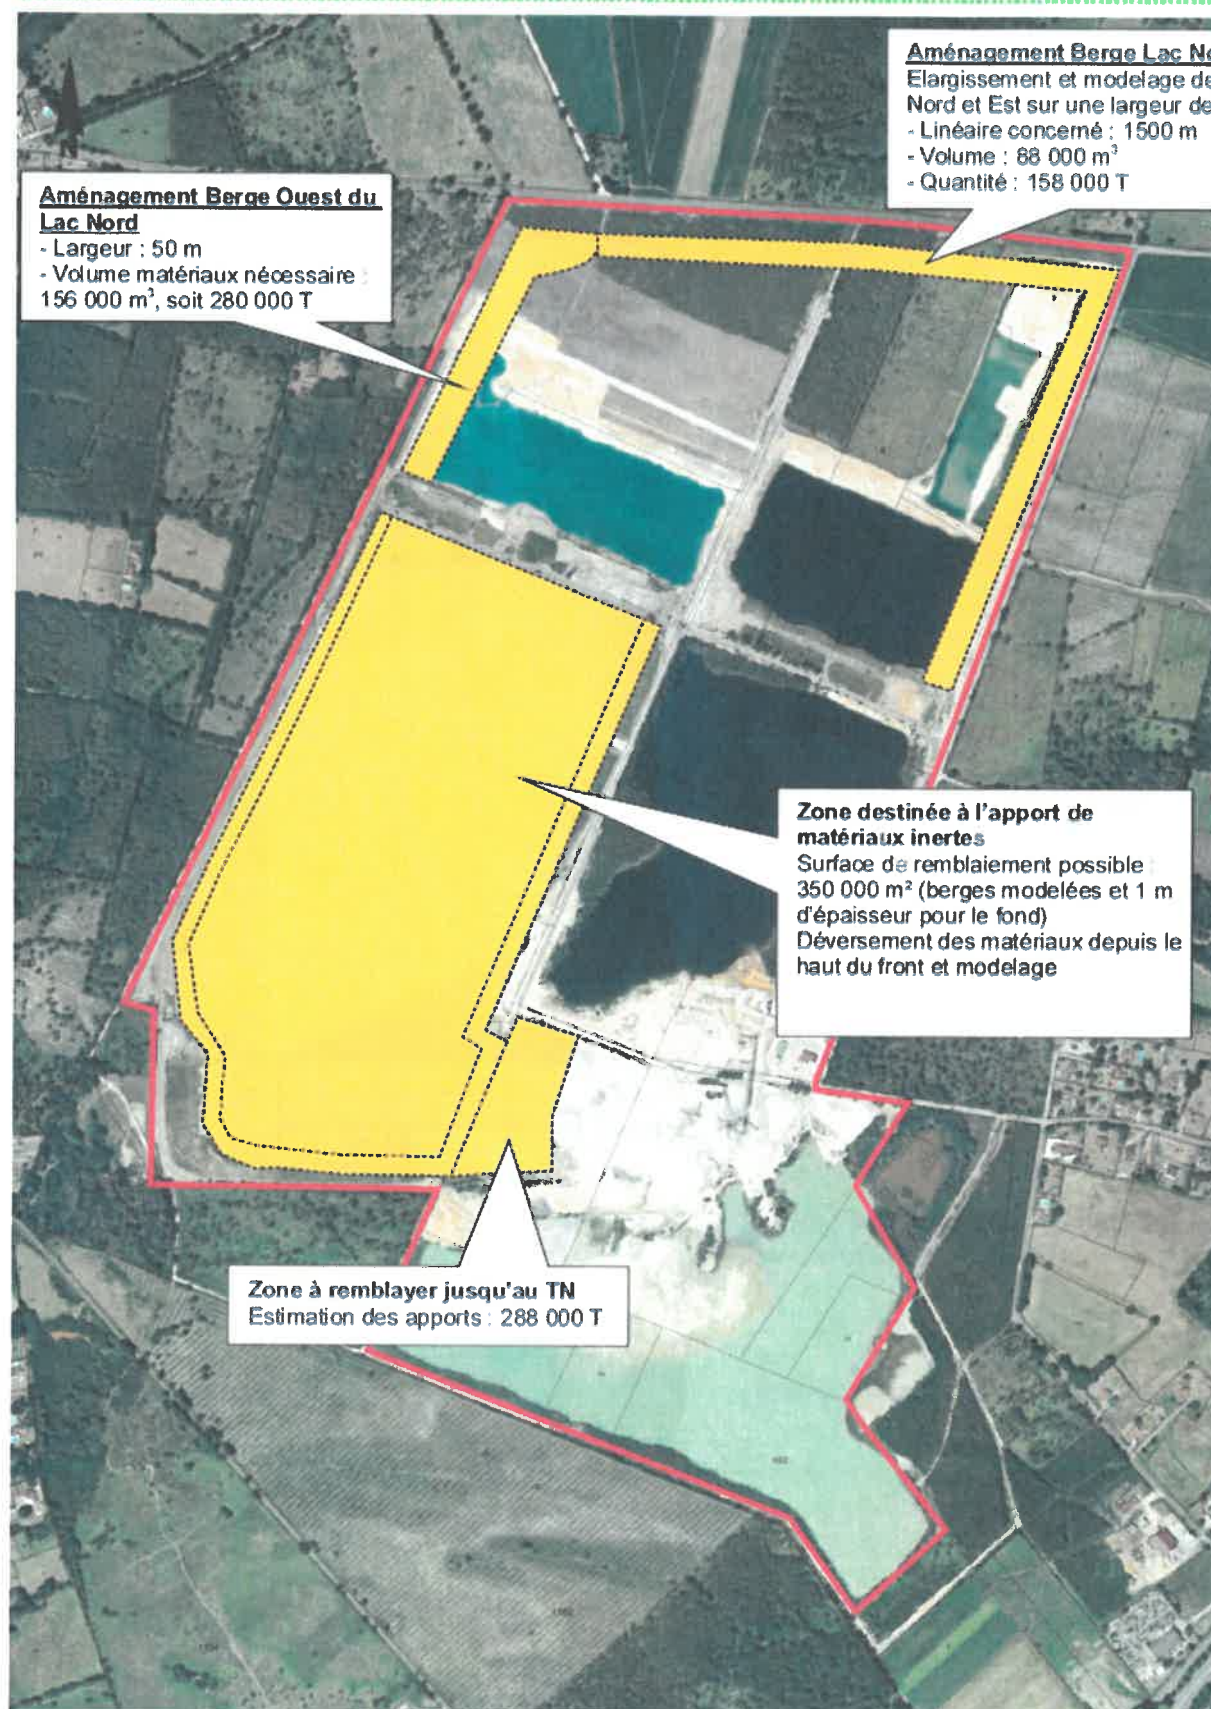 Aménagement Berge Lac No
Elargissement et modelage de
Nord et Est sur une largeur de
- Linéaire concerné : 1500 m
- Volume : 88 000 m³
- Quantité : 158 000 T
Aménagement Berge Ouest du
Lac Nord
- Largeur : 50 m
- Volume matériaux nécessaire :
156 000 m³, soit 280 000 T
Zone destinée à l'apport de
matériaux inertes
Surface de remblaiement possible :
350 000 m² (berges modelées et 1 m
d'épaisseur pour le fond)
Déversement des matériaux depuis le
haut du front et modelage
Zone à remblayer jusqu'au TN
Estimation des apports : 288 000 T